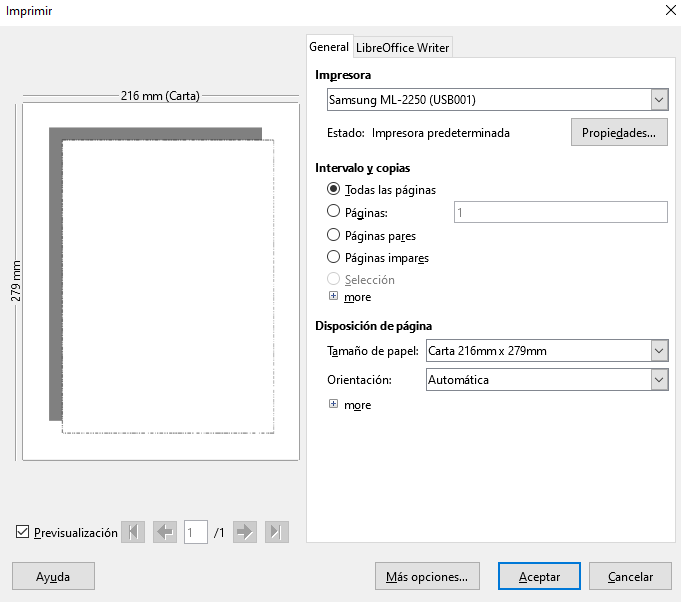 Imprimir
General
LibreOffice Writer
216 mm (Carta)
279 mm
Impresora
Samsung ML-2250 (USB001)
Estado: Impresora predeterminada
Propiedades...
Intervalo y copias
Todas las páginas
Páginas: 1
Páginas pares
Páginas impares
Selección
more
Disposición de página
Tamaño de papel: Carta 216mm x 279mm
Orientación: Automática
more
Previsualización 1 /1
Ayuda
Más opciones...
Aceptar
Cancelar